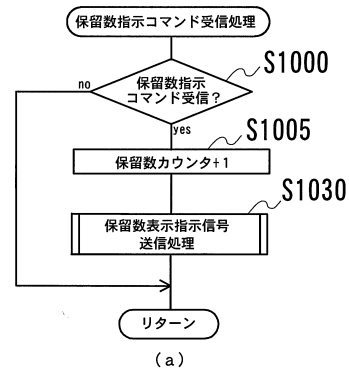 保留数指示コマンド受信処理
S1000
no
保留数指示
コマンド受信？
yes
S1005
保留数カウンタ+1
S1030
保留数表示指示信号
送信処理
リターン
(a)